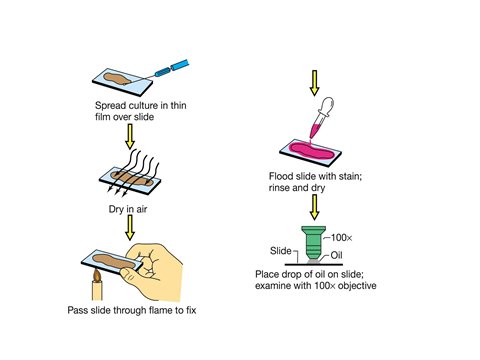 Spread culture in thin
film over slide
Dry in air
Pass slide through flame to fix
Flood slide with stain;
rinse and dry
100×
Slide
Oil
Place drop of oil on slide;
examine with 100× objective